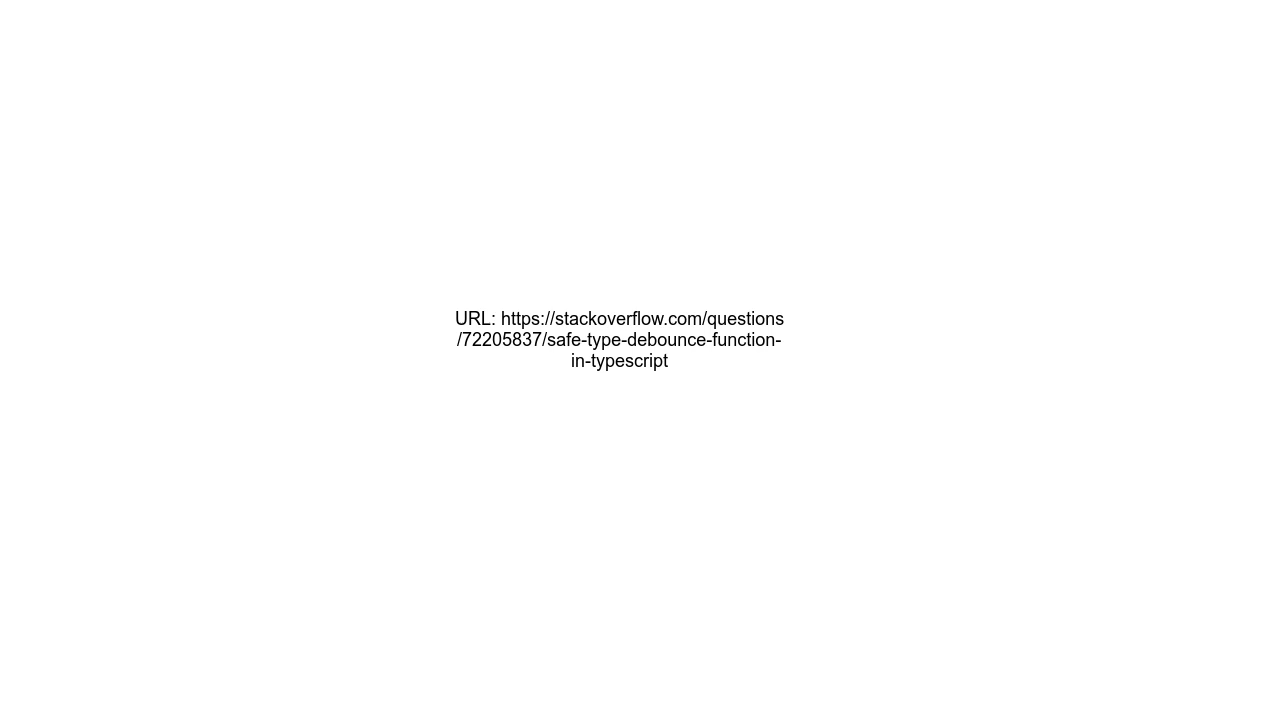 URL: https://stackoverflow.com/questions
/72205837/safe-type-debounce-function-
in-typescript